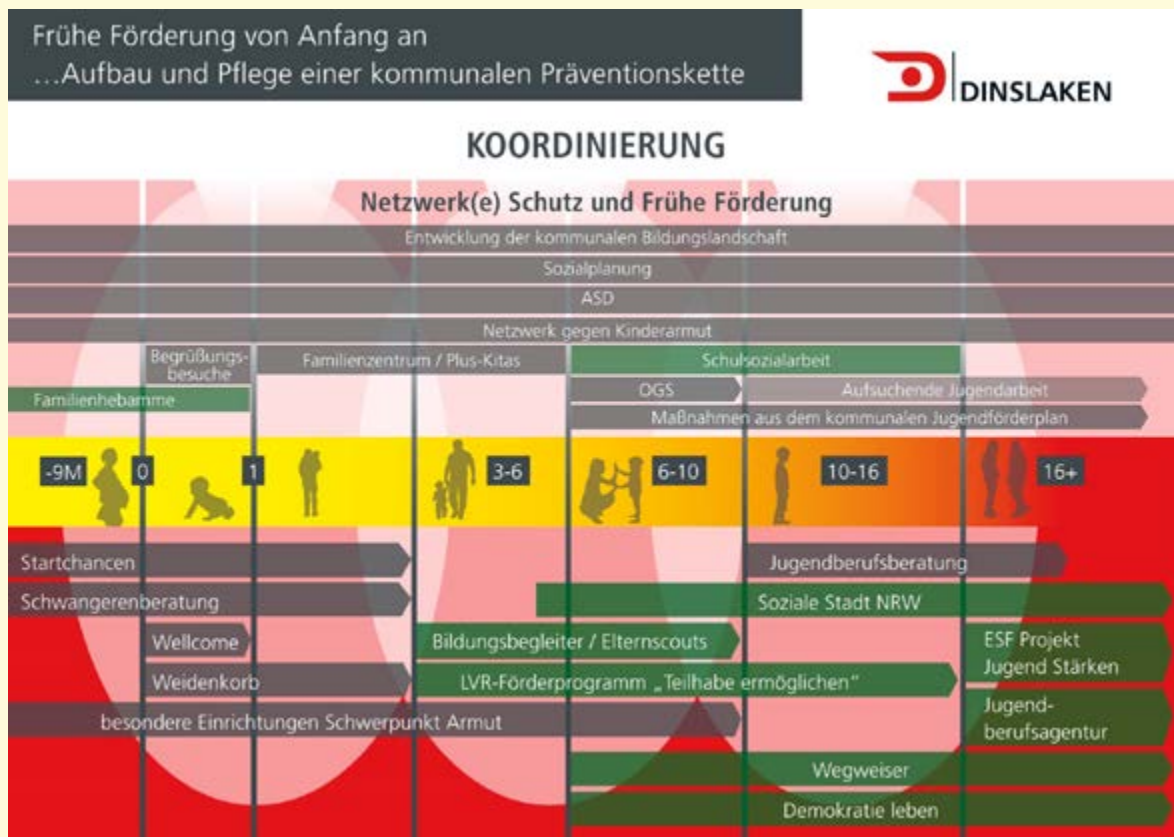 Frühe Förderung von Anfang an
...Aufbau und Pflege einer kommunalen Präventionskette
DINSLAKEN
KOORDINIERUNG
Netzwerk(e) Schutz und Frühe Förderung
Entwicklung der kommunalen Bildungslandschaft
Sozialplanung
ASD
Netzwerk gegen Kinderarmut
Begrüßungs-
besuche
Familienzentrum / Plus-Kitas
Schulsozialarbeit
OGS
Aufsuchende Jugendarbeit
Familienhebamme
Maßnahmen aus dem kommunalen Jugendförderplan
-9M
0
1
3-6
6-10
10-16
16+
Startchancen
Jugendberufsberatung
Schwangerenberatung
Soziale Stadt NRW
Wellcome
Bildungsbegleiter / Elternscouts
ESF Projekt
Jugend Stärken
Weidenkorb
LVR-Förderprogramm „Teilhabe ermöglichen“
besondere Einrichtungen Schwerpunkt Armut
Jugend-
berufsagentur
Wegweiser
Demokratie leben